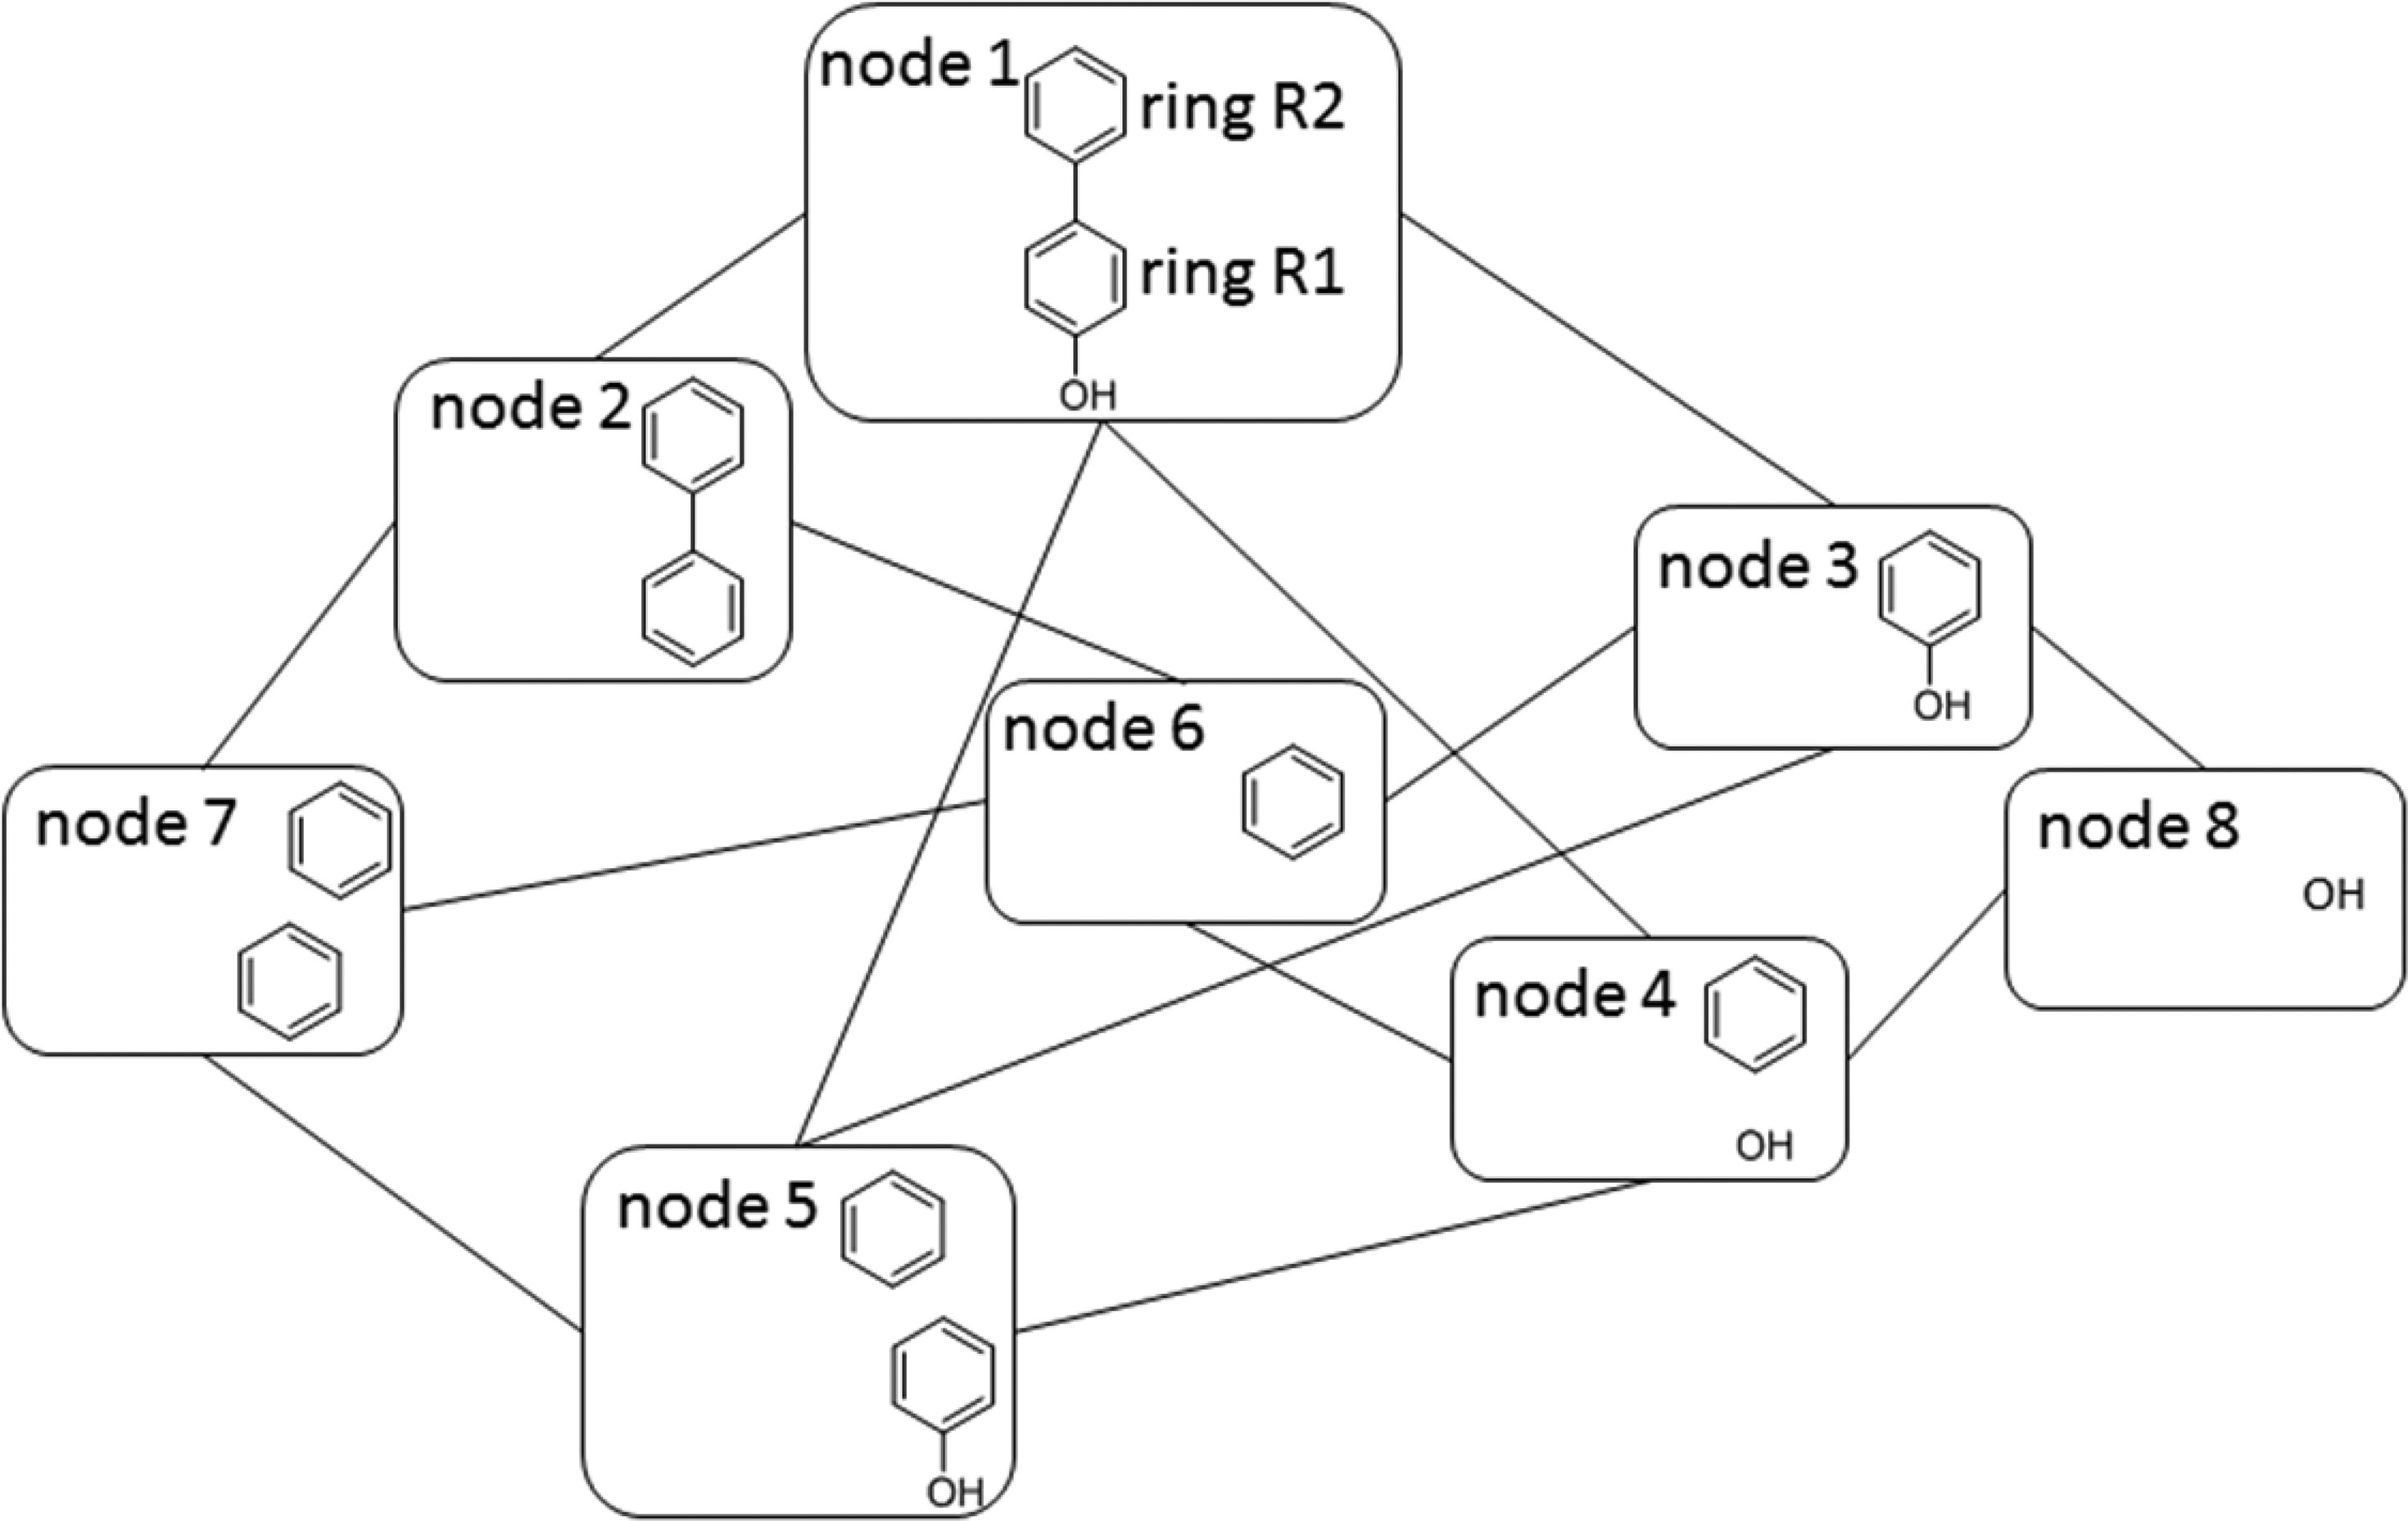 node 1
ring R2
ring R1
OH
node 2
node 3
OH
node 6
node 7
node 8
OH
node 4
OH
node 5
OH